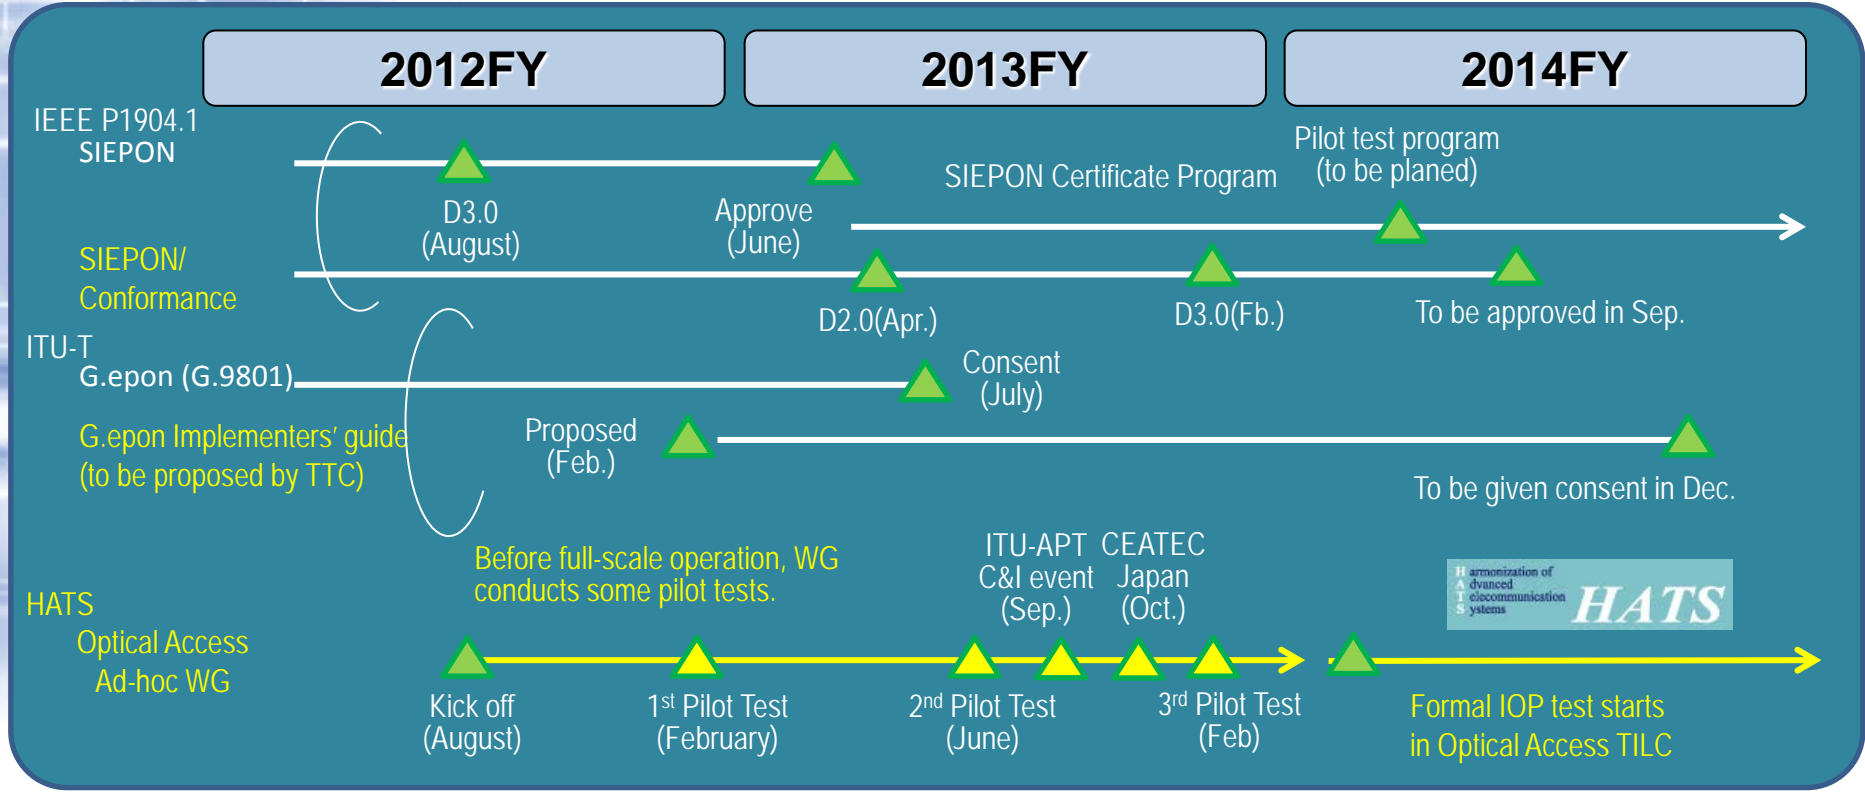 2012FY
2013FY
2014FY
IEEE P1904.1
SIEPON
D3.0
(August)
Approve
(June)
SIEPON Certificate Program
Pilot test program
(to be planed)
SIEPON/
Conformance
D2.0(Apr.)
D3.0(Fb.)
To be approved in Sep.
ITU-T
G.epon (G.9801)
Consent
(July)
G.epon Implementers' guide
(to be proposed by TTC)
Proposed
(Feb.)
To be given consent in Dec.
Before full-scale operation, WG
conducts some pilot tests.
ITU-APT
C&I event
(Sep.)
CEATEC
Japan
(Oct.)
Harmonization of
Advanced
Telecommunication
Systems
HATS
HATS
Optical Access
Ad-hoc WG
Kick off
(August)
1st Pilot Test
(February)
2nd Pilot Test
(June)
3rd Pilot Test
(Feb)
Formal IOP test starts
in Optical Access TILC